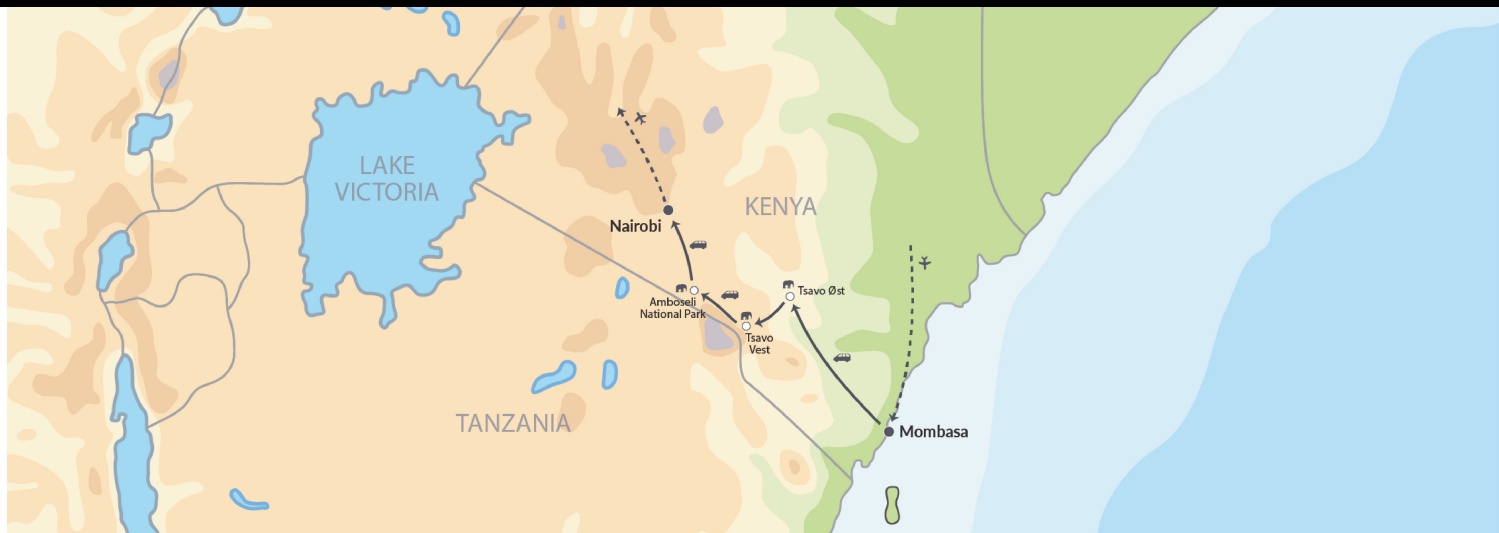 LAKE
VICTORIA
KENYA
Nairobi
Tsavo Øst
Amboseli
National Park
Tsavo
Vest
TANZANIA
Mombasa